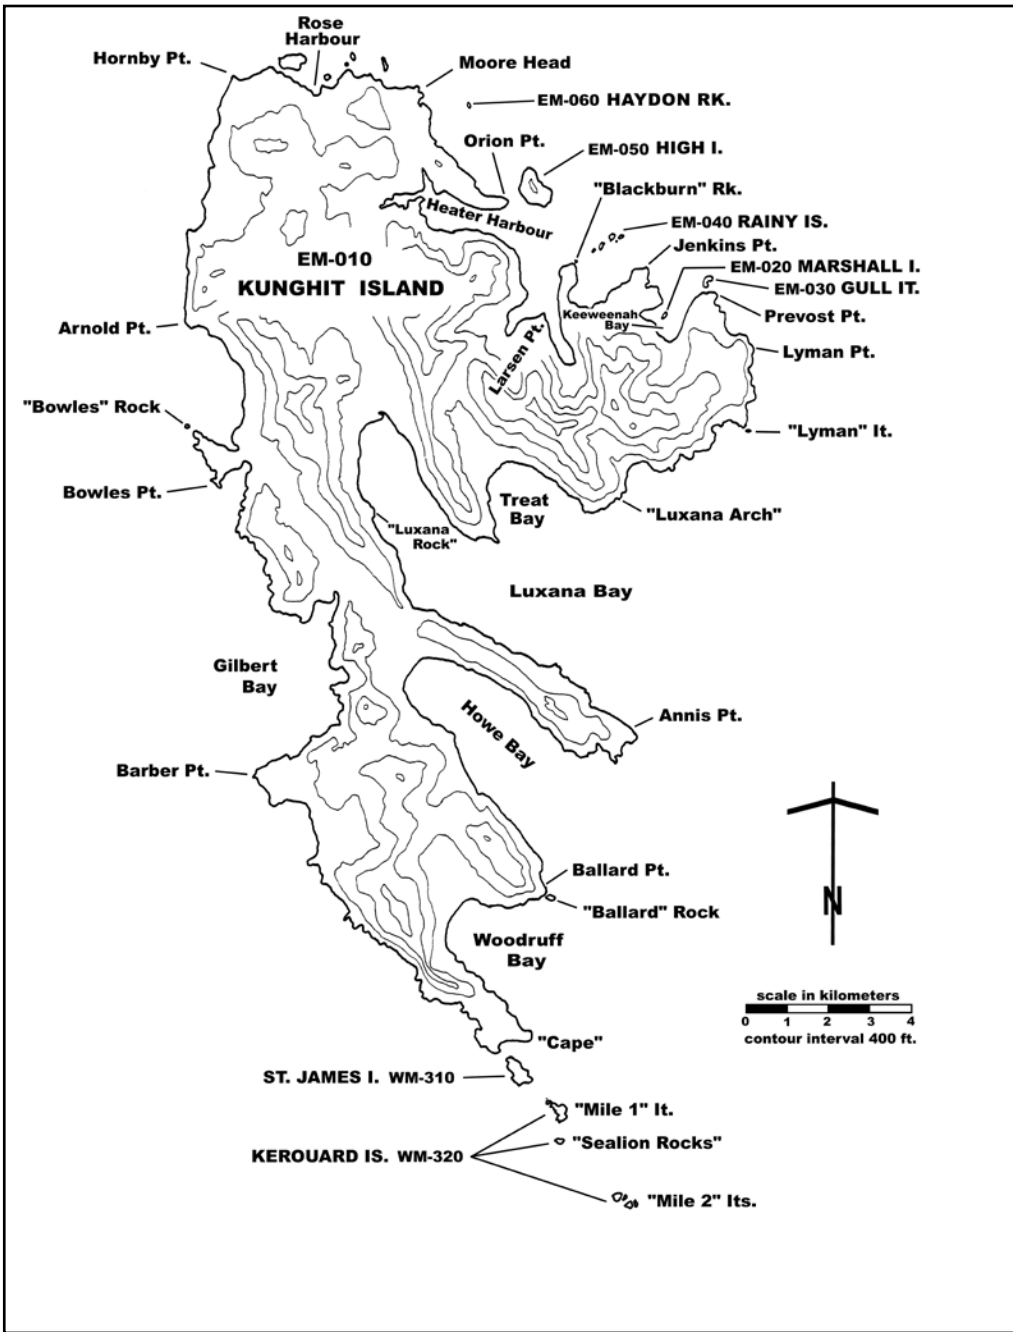 Rose
Harbour
Hornby Pt.
Moore Head
EM-060 HAYDON RK.
Orion Pt.
EM-050 HIGH I.
"Blackburn" Rk.
Heater Harbour
EM-040 RAINY IS.
Jenkins Pt.
EM-010
KUNGHIT ISLAND
EM-020 MARSHALL I.
EM-030 GULL IT.
Keeweenah
Bay
Prevost Pt.
Arnold Pt.
Larsen Pt.
Lyman Pt.
"Bowles" Rock
"Lyman" It.
Bowles Pt.
Treat
Bay
"Luxana Arch"
"Luxana
Rock"
Luxana Bay
Gilbert
Bay
Howe Bay
Annis Pt.
Barber Pt.
Ballard Pt.
"Ballard" Rock
N
Woodruff
Bay
scale in kilometers
0 1 2 3 4
contour interval 400 ft.
"Cape"
ST. JAMES I. WM-310
"Mile 1" It.
"Sealion Rocks"
KEROUARD IS. WM-320
"Mile 2" Its.